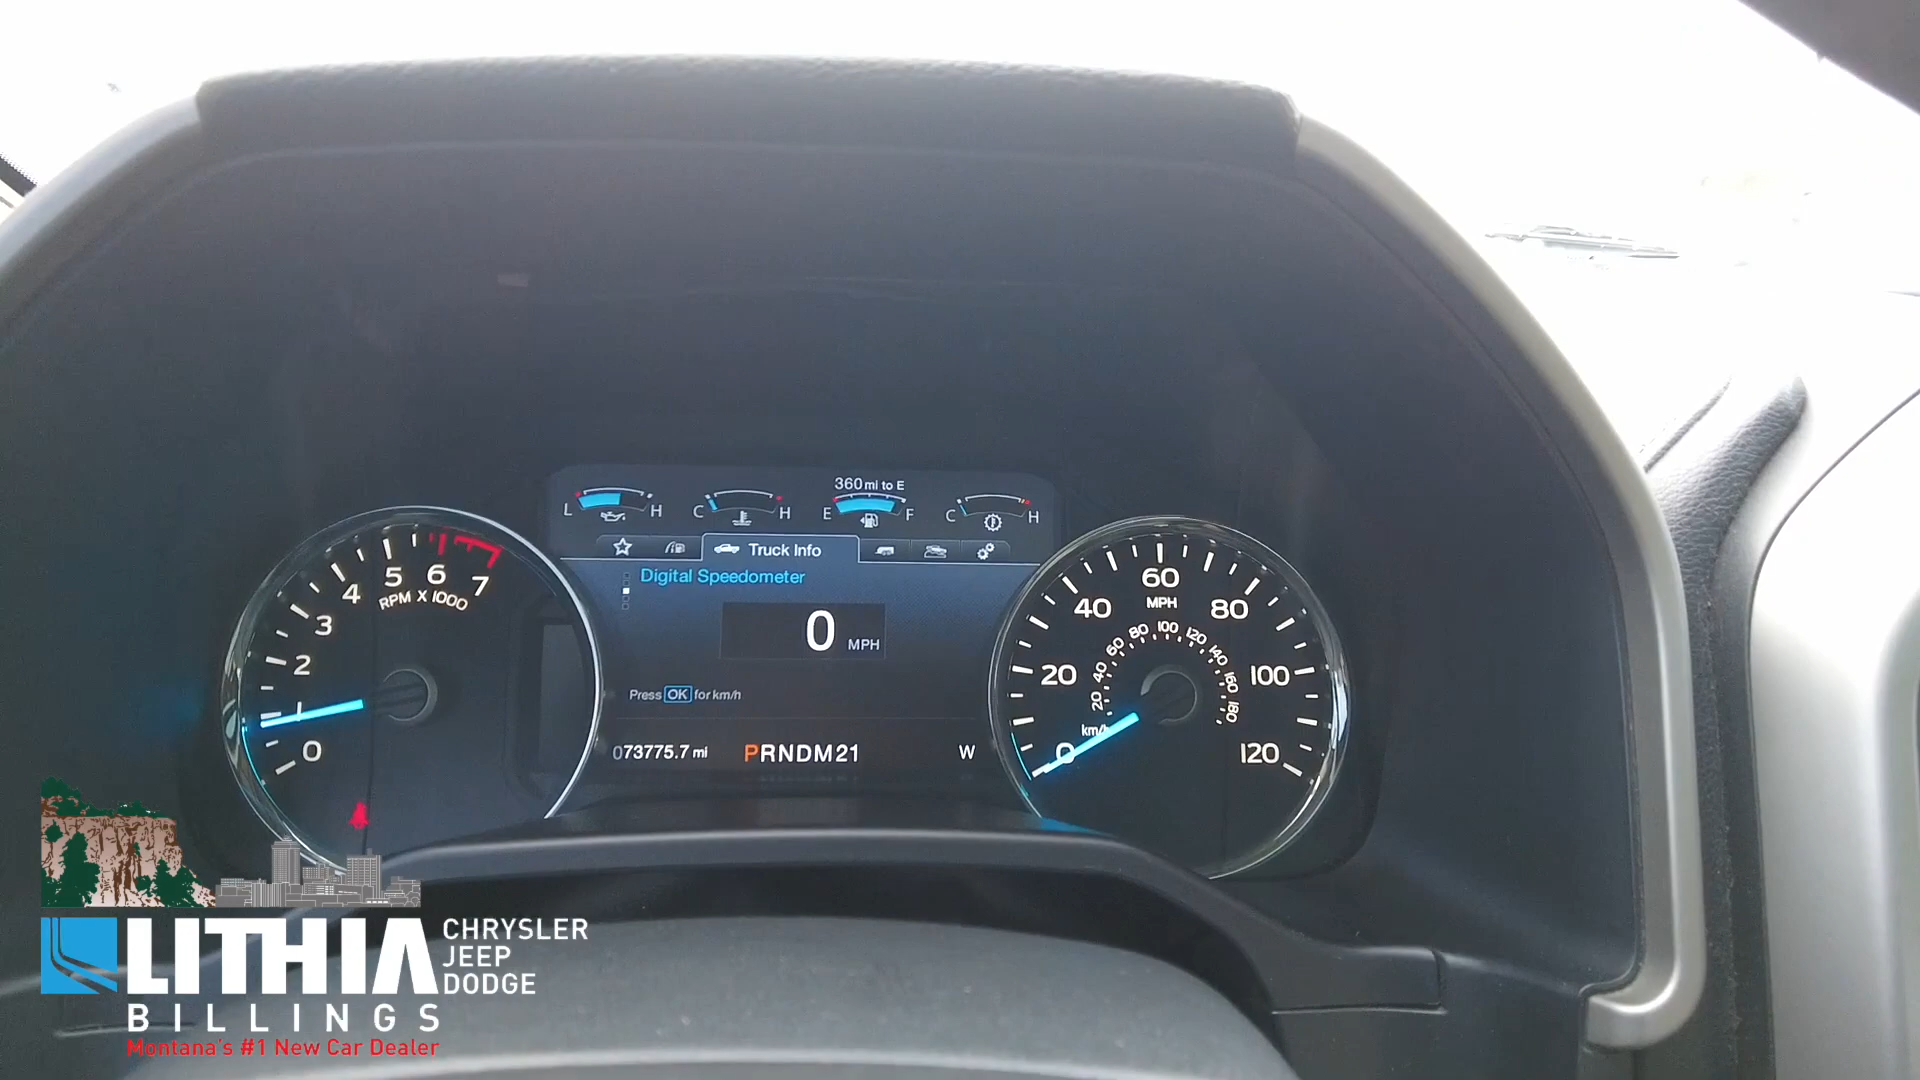 360 mi to E
L H C H E F C H
Truck Info
Digital Speedometer
0 MPH
Press OK for km/h
073775.7 mi PRNDM21 W
0 1 2 3 4 5 6 7
RPM X 1000
0 20 40 60 80 100 120
MPH
20 40 60 80 100 120 140 160 180
km/h
LITHIA
CHRYSLER
JEEP
DODGE
BILLINGS
Montana's #1 New Car Dealer